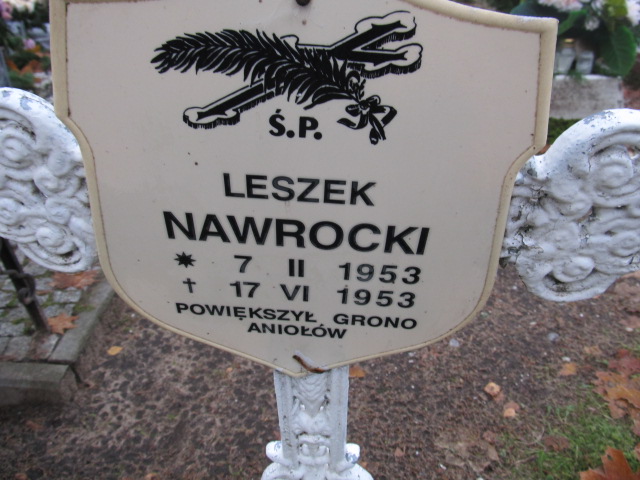 Ś.P.
LESZEK
NAWROCKI
* 7 II 1953
† 17 VI 1953
POWIĘKSZYŁ GRONO
ANIOŁÓW